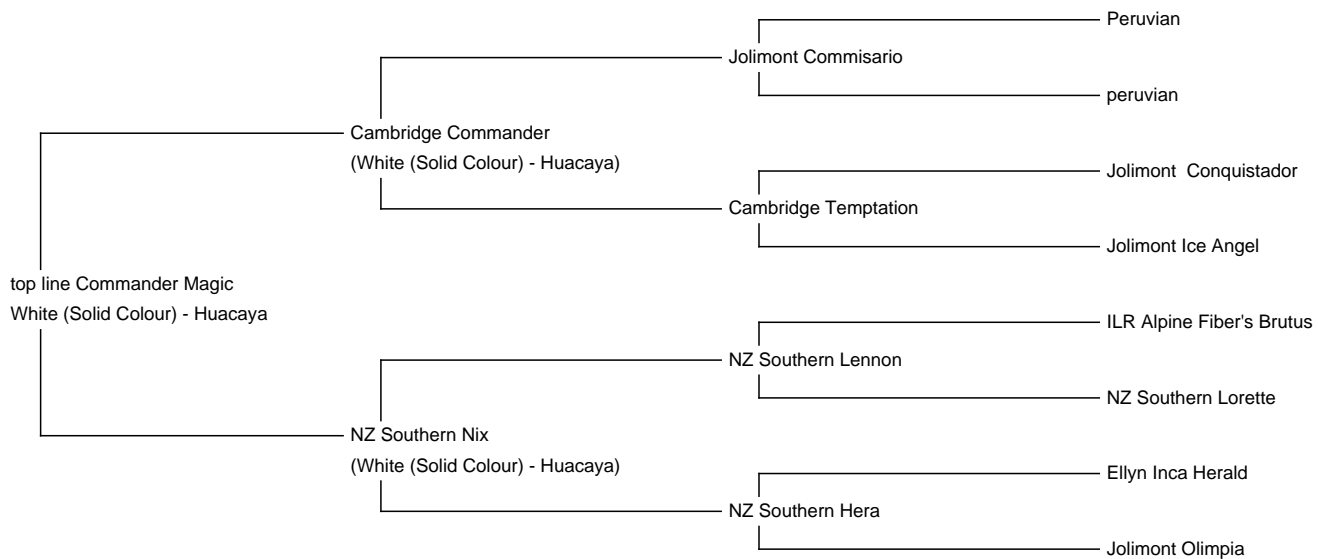 Peruvian
Jolimont Commisario
peruvian
Cambridge Commander
(White (Solid Colour) - Huacaya)
Jolimont  Conquistador
Cambridge Temptation
Jolimont Ice Angel
top line Commander Magic
White (Solid Colour) - Huacaya
ILR Alpine Fiber's Brutus
NZ Southern Lennon
NZ Southern Lorette
NZ Southern Nix
(White (Solid Colour) - Huacaya)
Ellyn Inca Herald
NZ Southern Hera
Jolimont Olimpia